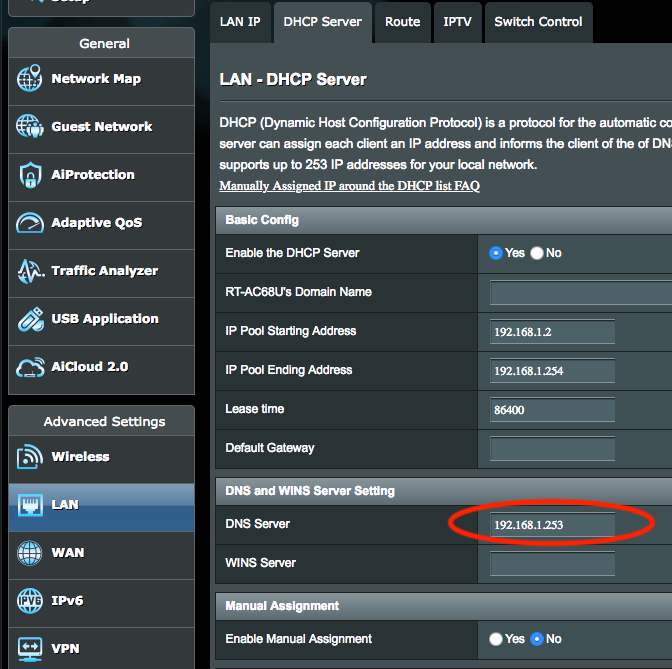 General
Network Map
Guest Network
AiProtection
Adaptive QoS
Traffic Analyzer
USB Application
AiCloud 2.0
Advanced Settings
Wireless
LAN
WAN
IPv6
VPN
LAN IP
DHCP Server
Route
IPTV
Switch Control
LAN - DHCP Server
DHCP (Dynamic Host Configuration Protocol) is a protocol for the automatic co
server can assign each client an IP address and informs the client of the of DN
supports up to 253 IP addresses for your local network.
Manually Assigned IP around the DHCP list FAQ
Basic Config
Enable the DHCP Server Yes No
RT-AC68U's Domain Name
IP Pool Starting Address 192.168.1.2
IP Pool Ending Address 192.168.1.254
Lease time 86400
Default Gateway
DNS and WINS Server Setting
DNS Server 192.168.1.253
WINS Server
Manual Assignment
Enable Manual Assignment Yes No